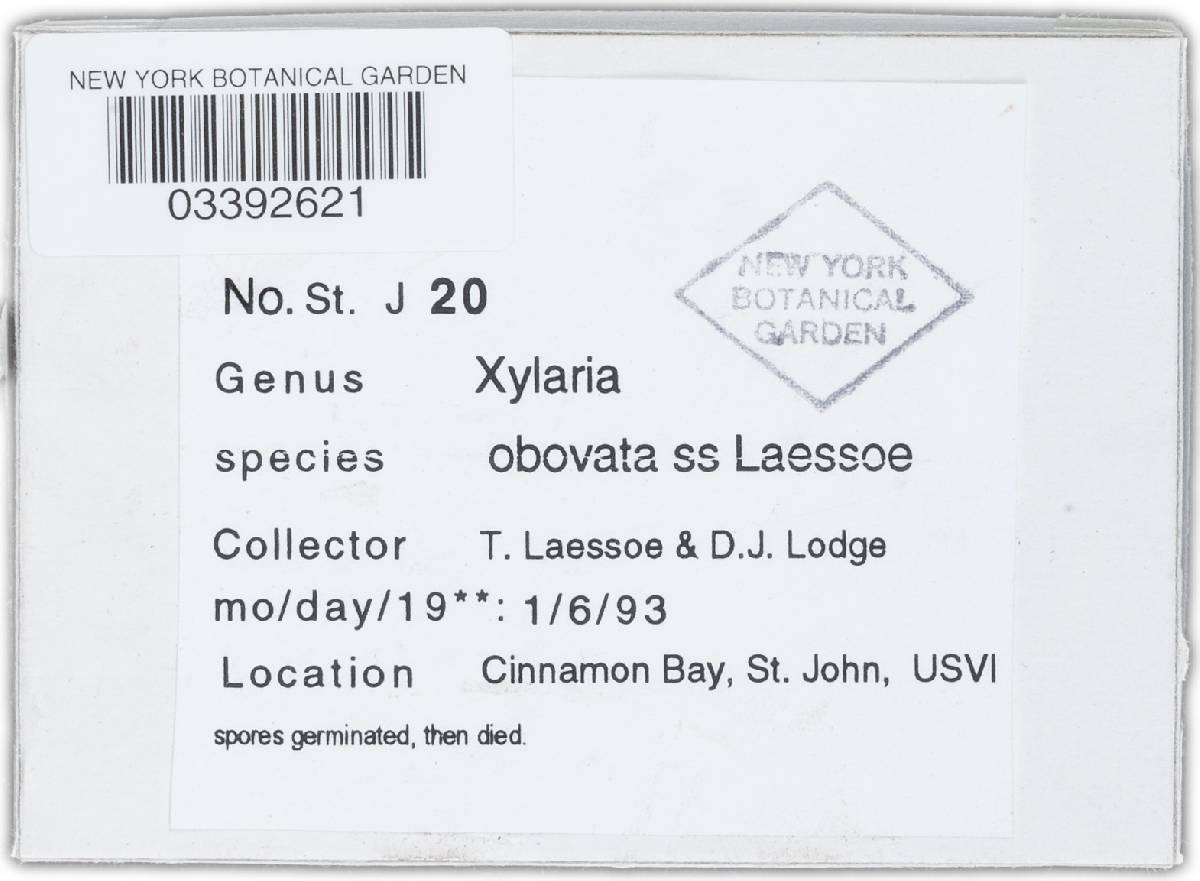 NEW YORK BOTANICAL GARDEN
03392621
NEW YORK
BOTANICAL
GARDEN
No. St. J 20
Genus Xylaria
species obovata ss Laessoe
Collector T. Laessoe & D.J. Lodge
mo/day/19**: 1/6/93
Location Cinnamon Bay, St. John, USVI
spores germinated, then died.